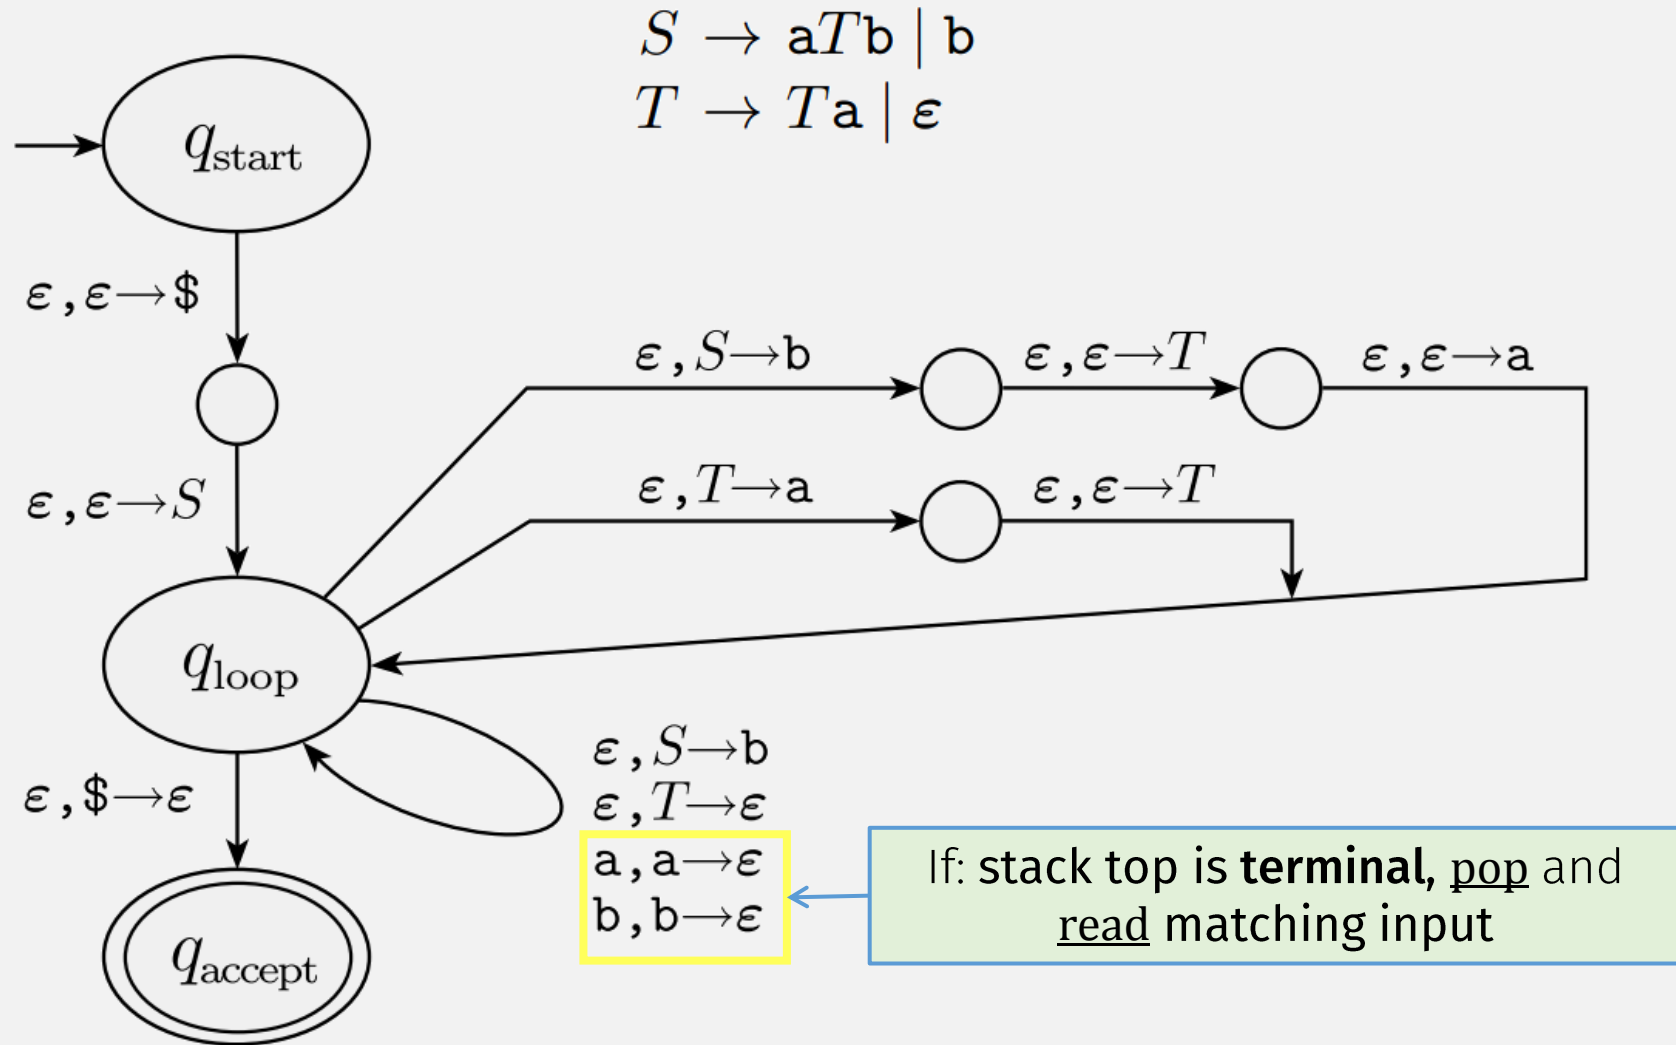 S → aTb | b
T → Ta | ε
q_start
ε,ε→$
ε,S→b
ε,ε→T
ε,ε→a
ε,T→a
ε,ε→T
ε,ε→S
q_loop
ε,S→b
ε,T→ε
a,a→ε
b,b→ε
ε,$→ε
If: stack top is terminal, pop and
read matching input
q_accept